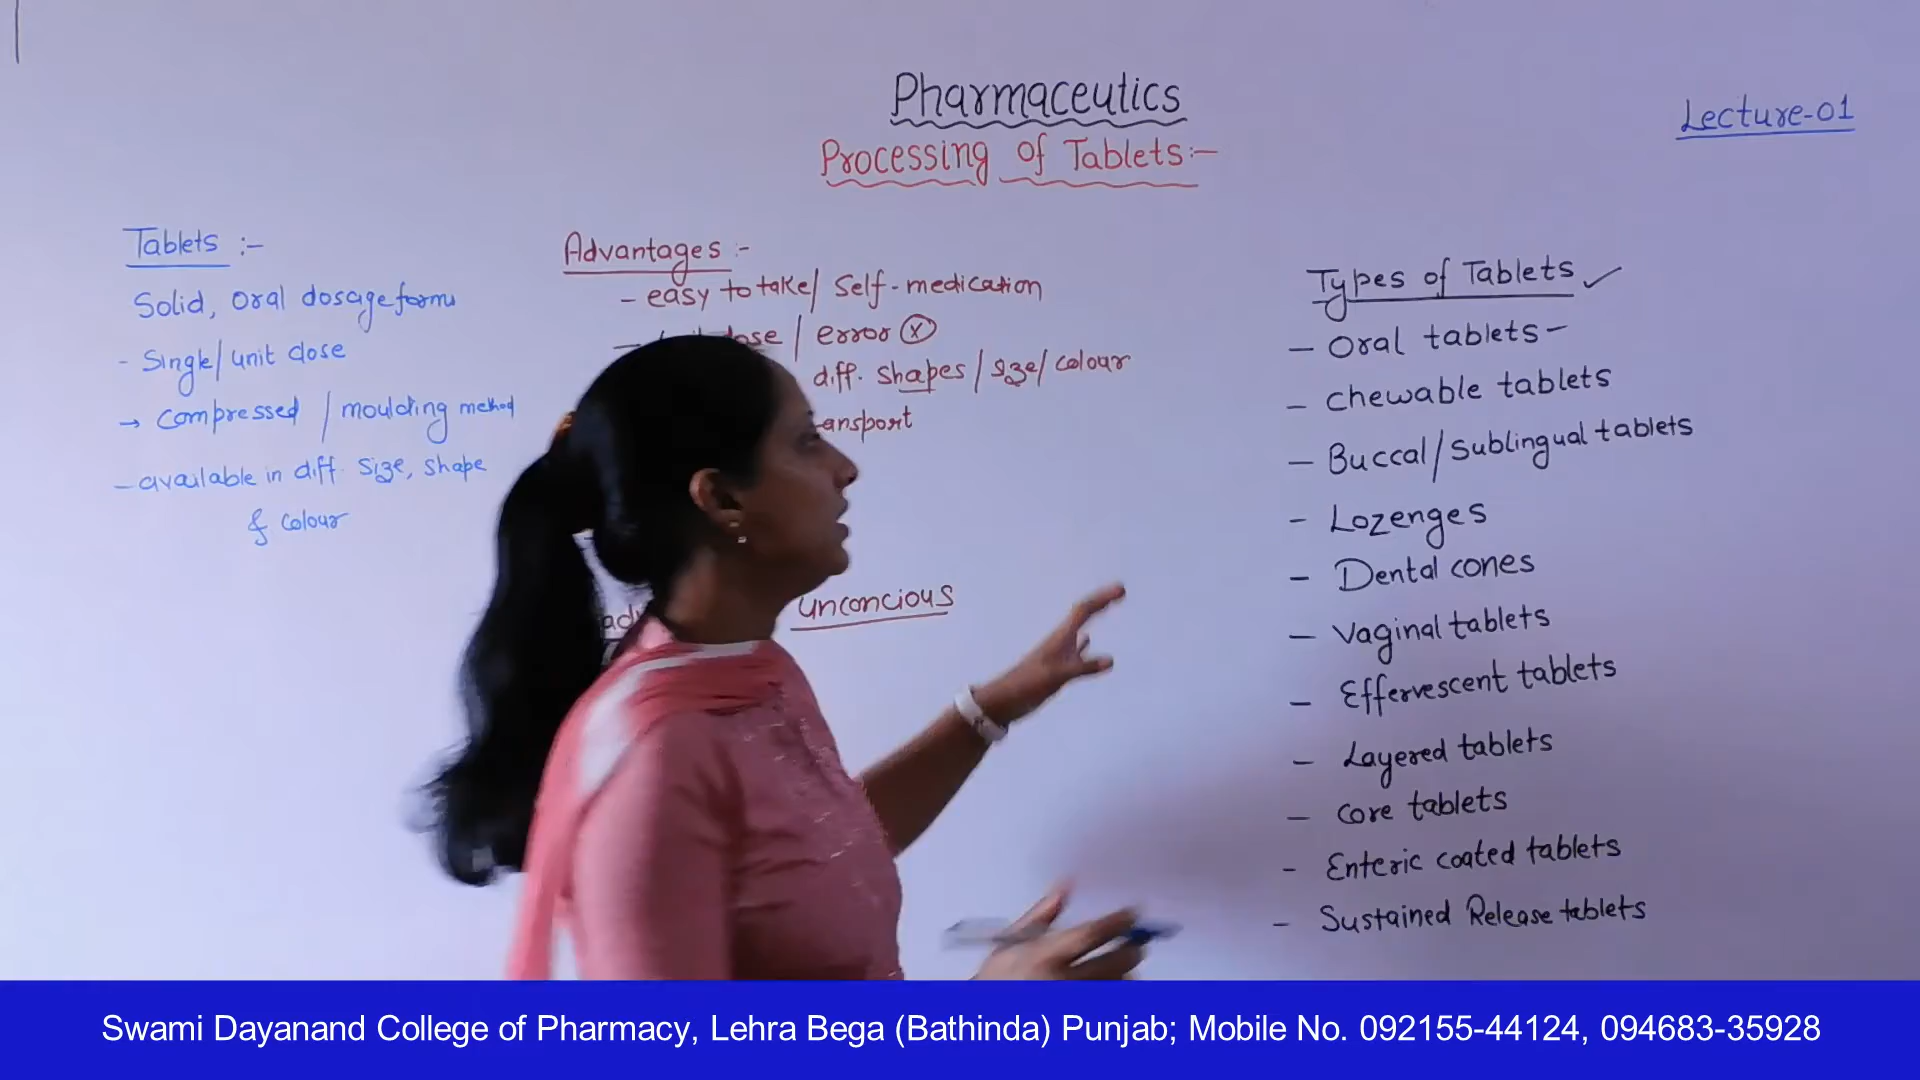 Pharmaceutics
Lecture-01
Processing of Tablets:-
Tablets :-
Solid, oral dosage forms
- Single/unit dose
→ compressed / moulding method
- available in diff. size, shape
& colour
Advantages :-
- easy to take/ Self-medication
dose / error (x)
diff. shapes / size/ colour
unconcious
Types of Tablets ✓
- Oral tablets -
- chewable tablets
- Buccal/Sublingual tablets
- Lozenges
- Dental cones
- Vaginal tablets
- Effervescent tablets
- Layered tablets
- core tablets
- Enteric coated tablets
- Sustained Release tablets
Swami Dayanand College of Pharmacy, Lehra Bega (Bathinda) Punjab; Mobile No. 092155-44124, 094683-35928